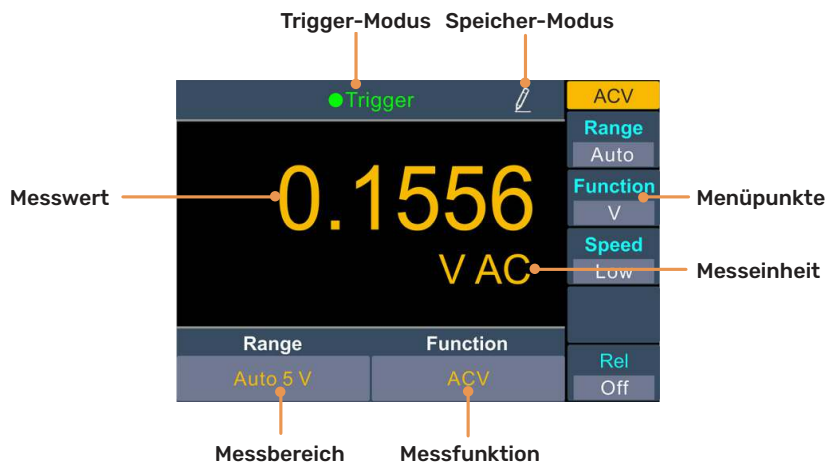 Trigger-Modus Speicher-Modus
Trigger
ACV
Range
Auto
Messwert
0.1556
Function
V
Menüpunkte
V AC
Speed
Low
Messeinheit
Range
Function
Auto 5 V
ACV
Rel
Off
Messbereich
Messfunktion